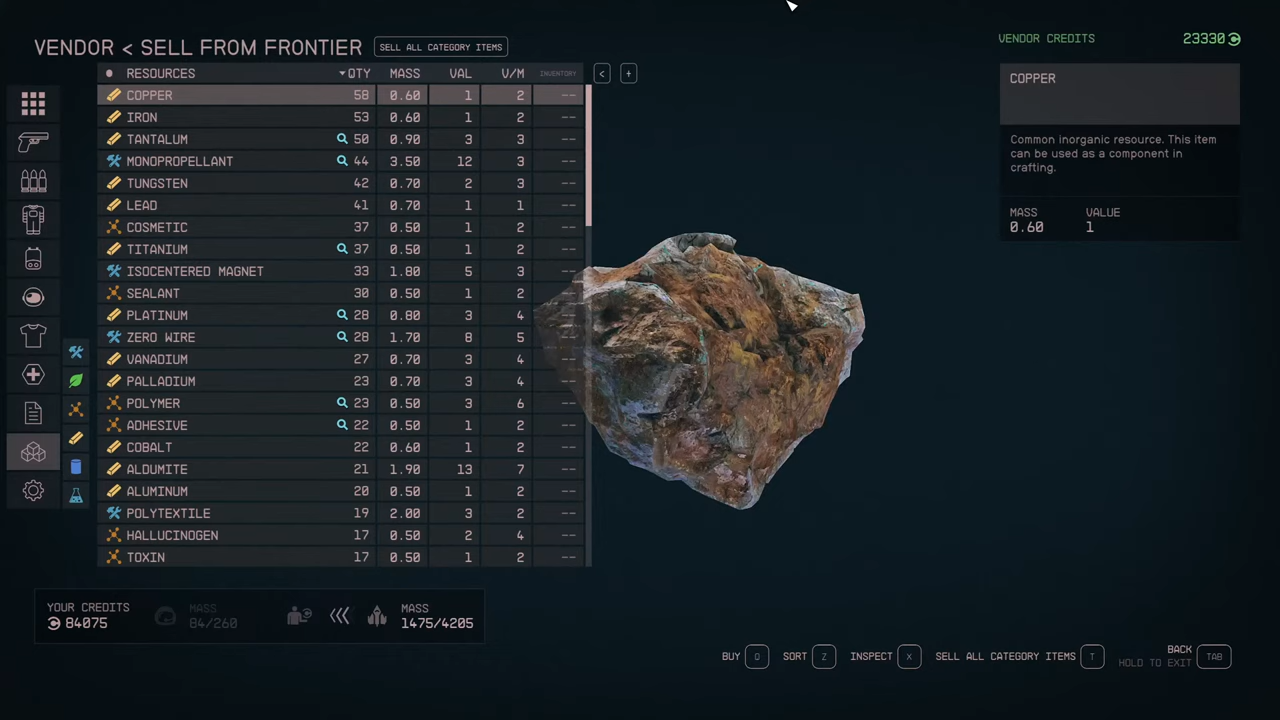 VENDOR < SELL FROM FRONTIER
SELL ALL CATEGORY ITEMS
VENDOR CREDITS 23330
RESOURCES QTY MASS VAL V/M INVENTORY < +
COPPER 58 0.60 1 2 --
IRON 53 0.60 1 2 --
TANTALUM 50 0.90 3 3 --
MONOPROPELLANT 44 3.50 12 3 --
TUNGSTEN 42 0.70 2 3 --
LEAD 41 0.70 1 1 --
COSMETIC 37 0.50 1 2 --
TITANIUM 37 0.50 1 2 --
ISOCENTERED MAGNET 33 1.80 5 3 --
SEALANT 30 0.50 1 2 --
PLATINUM 28 0.80 3 4 --
ZERO WIRE 28 1.70 8 5 --
VANADIUM 27 0.70 3 4 --
PALLADIUM 23 0.70 3 4 --
POLYMER 23 0.50 3 6 --
ADHESIVE 22 0.50 1 2 --
COBALT 22 0.60 1 2 --
ALDUMITE 21 1.90 13 7 --
ALUMINUM 20 0.50 1 2 --
POLYTEXTILE 19 2.00 3 2 --
HALLUCINOGEN 17 0.50 2 4 --
TOXIN 17 0.50 1 2 --
COPPER
Common inorganic resource. This item
can be used as a component in
crafting.
MASS VALUE
0.60 1
YOUR CREDITS MASS MASS
84075 84/260 1475/4205
BUY Q SORT Z INSPECT X SELL ALL CATEGORY ITEMS T BACK TAB
HOLD TO EXIT